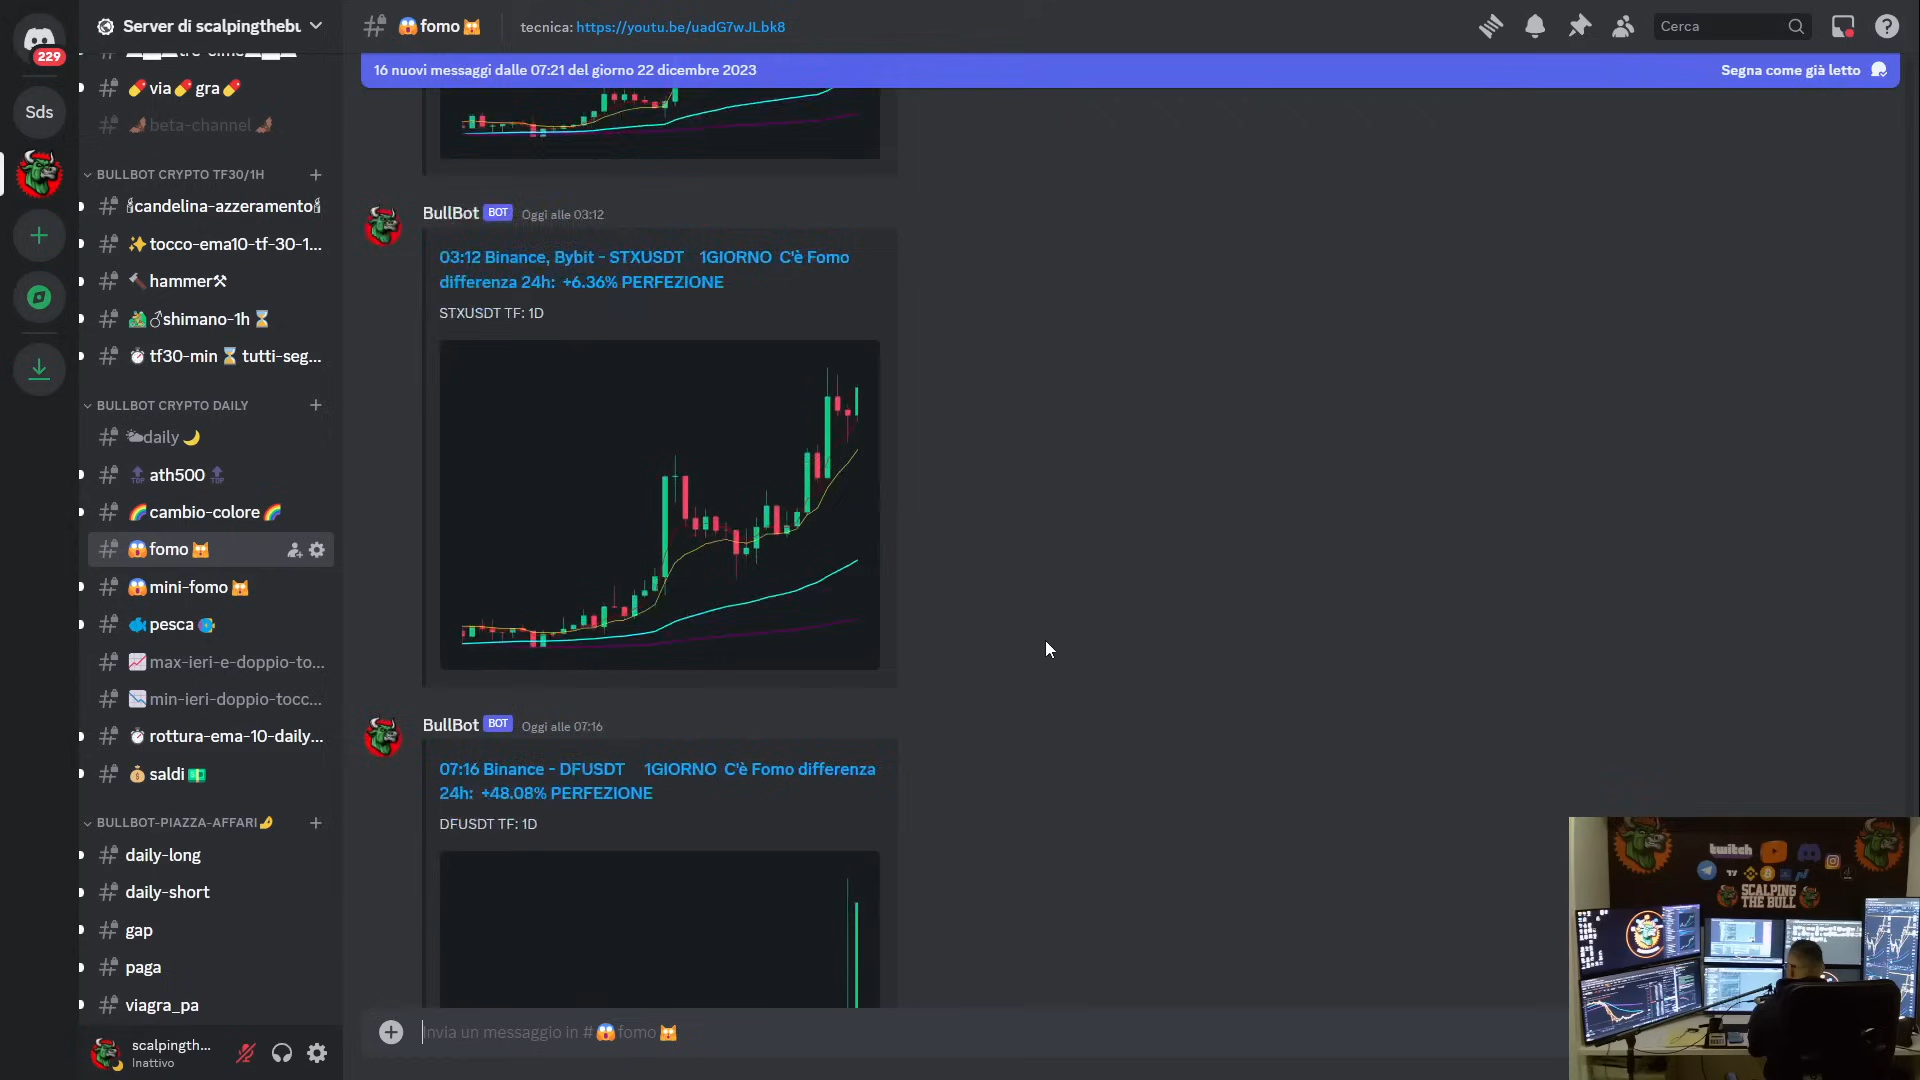 229
Sds
Server di scalpingthebu
via gra
beta-channel
BULLBOT CRYPTO TF30/1H
candelina-azzeramento
tocco-ema10-tf-30-1...
hammer
shimano-1h
tf30-min tutti-seg...
BULLBOT CRYPTO DAILY
daily
ath500
cambio-colore
fomo
mini-fomo
pesca
max-ieri-e-doppio-to...
min-ieri-doppio-tocc...
rottura-ema-10-daily...
saldi
BULLBOT-PIAZZA-AFFARI
daily-long
daily-short
gap
paga
viagra_pa
scalpingth...
Inattivo
fomo
tecnica: https://youtu.be/uadG7wJLbk8
Cerca
16 nuovi messaggi dalle 07:21 del giorno 22 dicembre 2023
Segna come già letto
BullBot BOT Oggi alle 03:12
03:12 Binance, Bybit - STXUSDT 1GIORNO C'è Fomo
differenza 24h: +6.36% PERFEZIONE
STXUSDT TF: 1D
BullBot BOT Oggi alle 07:16
07:16 Binance - DFUSDT 1GIORNO C'è Fomo differenza
24h: +48.08% PERFEZIONE
DFUSDT TF: 1D
Invia un messaggio in # fomo
twitch
SCALPING
THE BULL